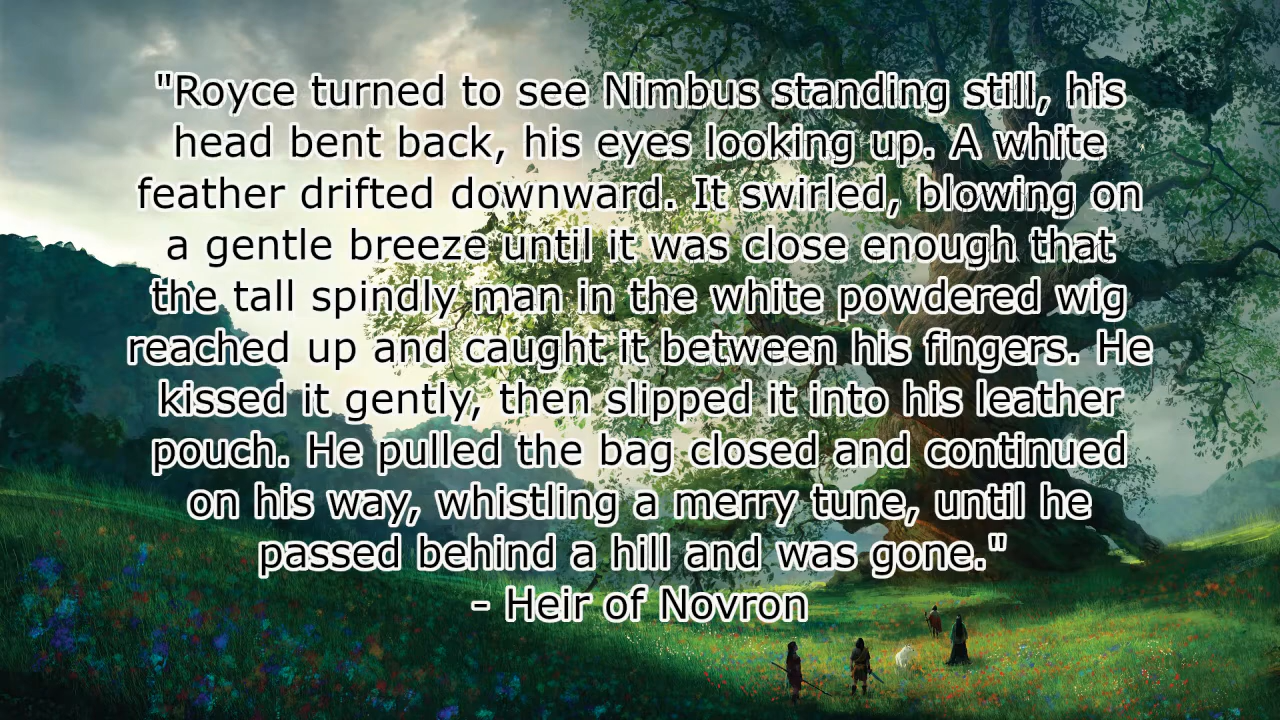 "Royce turned to see Nimbus standing still, his
head bent back, his eyes looking up. A white
feather drifted downward. It swirled, blowing on
a gentle breeze until it was close enough that
the tall spindly man in the white powdered wig
reached up and caught it between his fingers. He
kissed it gently, then slipped it into his leather
pouch. He pulled the bag closed and continued
on his way, whistling a merry tune, until he
passed behind a hill and was gone."
- Heir of Novron